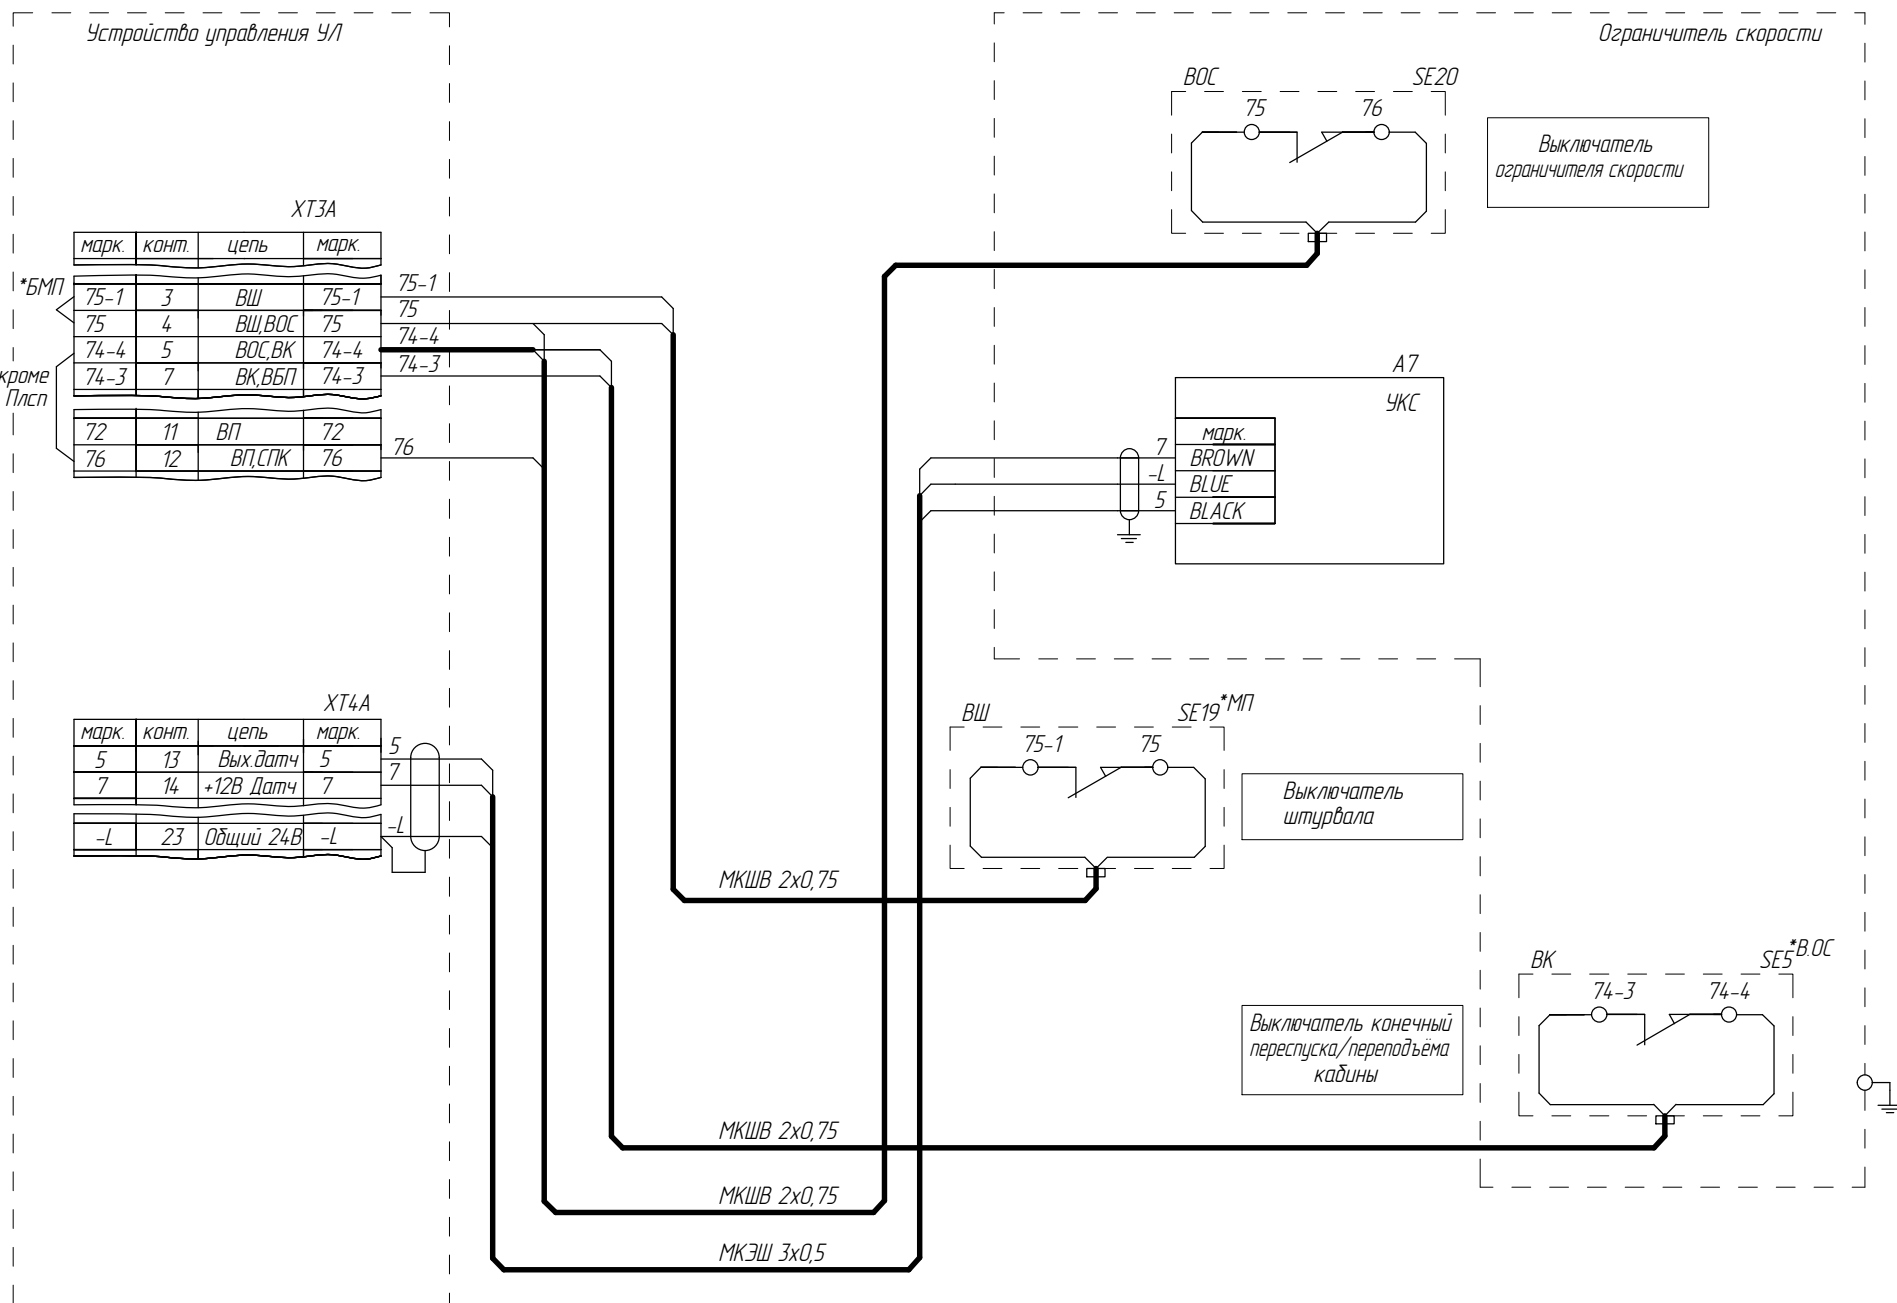 Устройство управления УЛ
Ограничитель скорости
ВОС SE20
75 76
Выключатель
ограничителя скорости
ХТ3А
марк. конт. цепь марк.
*БМП
75-1 3 ВШ 75-1 75-1
75 4 ВШ,ВОС 75 75
74-4 5 ВОС,ВК 74-4 74-4
74-3 7 ВК,ВБП 74-3 74-3
кроме
Плсп
72 11 ВП 72
76 12 ВП,СПК 76 76
А7
УКС
марк.
7 BROWN
-L BLUE
5 BLACK
ХТ4А
марк. конт. цепь марк.
5 13 Вых.датч 5 5
7 14 +12В Датч 7 7
-L 23 Общий 24В -L -L
ВШ SE19 *МП
75-1 75
Выключатель
штурвала
МКШВ 2х0,75
ВК SE5 *В.ОС
74-3 74-4
Выключатель конечный
переспуска/переподъёма
кабины
МКШВ 2х0,75
МКШВ 2х0,75
МКЭШ 3х0,5